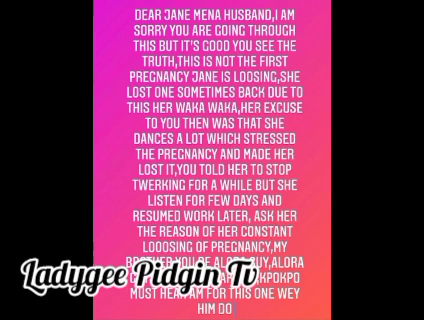 DEAR JANE MENA HUSBAND,I AM
SORRY YOU ARE GOING THROUGH
THIS BUT IT'S GOOD YOU SEE THE
TRUTH,THIS IS NOT THE FIRST
PREGNANCY JANE IS LOOSING,SHE
LOST ONE SOMETIMES BACK DUE TO
THIS HER WAKA WAKA,HER EXCUSE
TO YOU THEN WAS THAT SHE
DANCES A LOT WHICH STRESSED
THE PREGNANCY AND MADE HER
LOST IT,YOU TOLD HER TO STOP
TWERKING FOR A WHILE BUT SHE
LISTEN FOR FEW DAYS AND
RESUMED WORK LATER, ASK HER
THE REASON OF HER CONSTANT
LOOOSING OF PREGNANCY,MY
BROTHER YOU SE ALORA GUY,ALORA
Ladygee Pidgin Tv
MUST HEAR AM FOR THIS ONE WEY
HIM DO